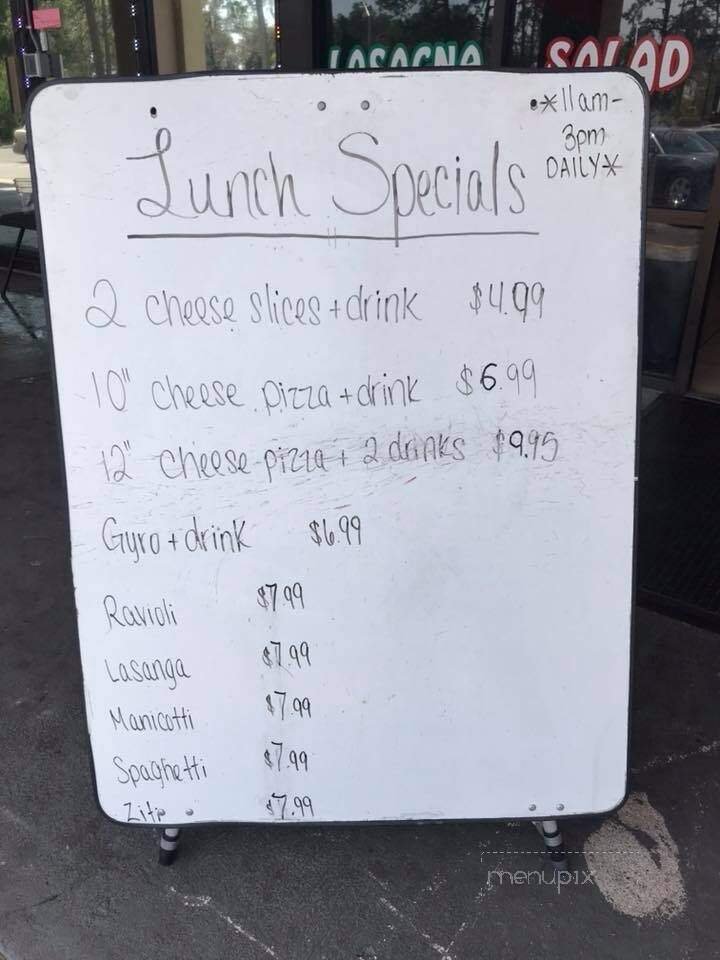 LASAGNA SALAD
*11am-
3pm
DAILY*
Lunch Specials
2 cheese slices + drink $4.99
10" cheese pizza + drink $6.99
12" cheese pizza + 2 drinks $9.95
Gyro + drink $6.99
Ravioli $7.99
Lasanga $7.99
Manicotti $7.99
Spaghetti $7.99
Ziti $7.99
menupix